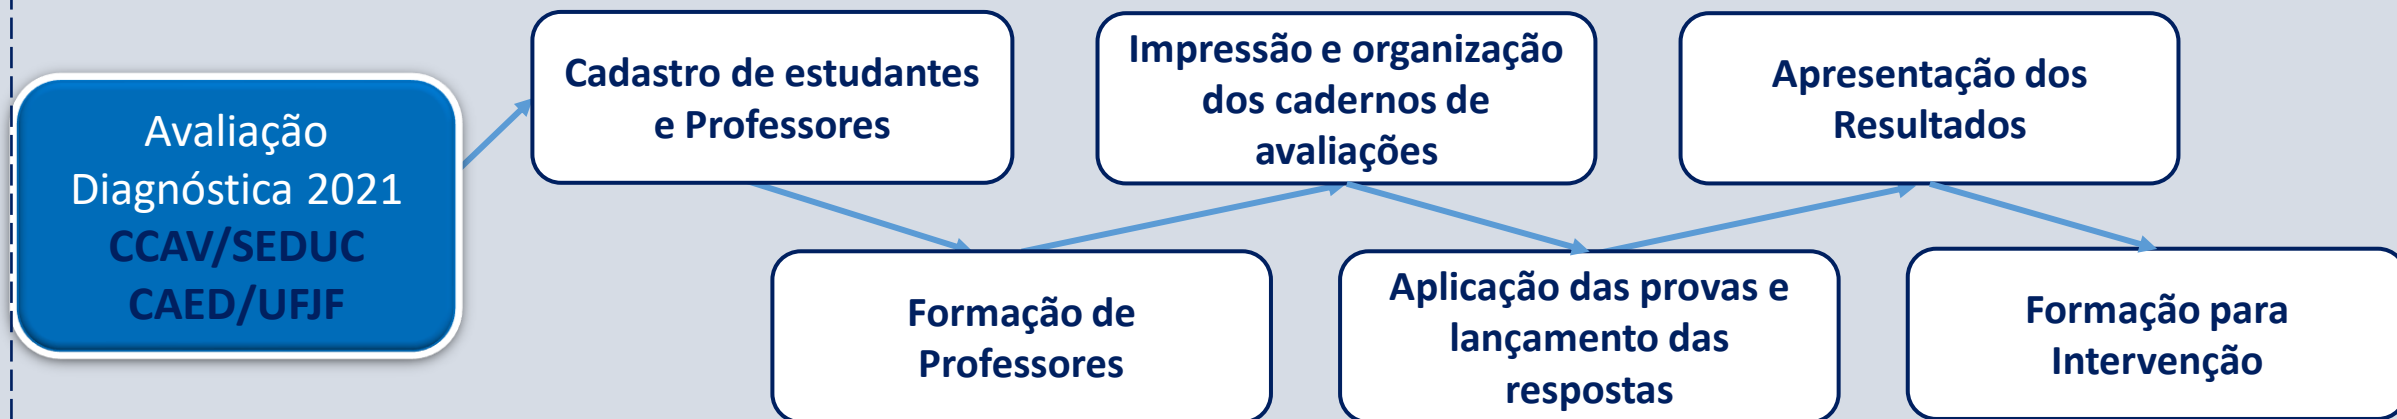 Avaliação
Diagnóstica 2021
CCAV/SEDUC
CAED/UFJF
Cadastro de estudantes
e Professores
Formação de
Professores
Impressão e organização
dos cadernos de
avaliações
Aplicação das provas e
lançamento das
respostas
Apresentação dos
Resultados
Formação para
Intervenção